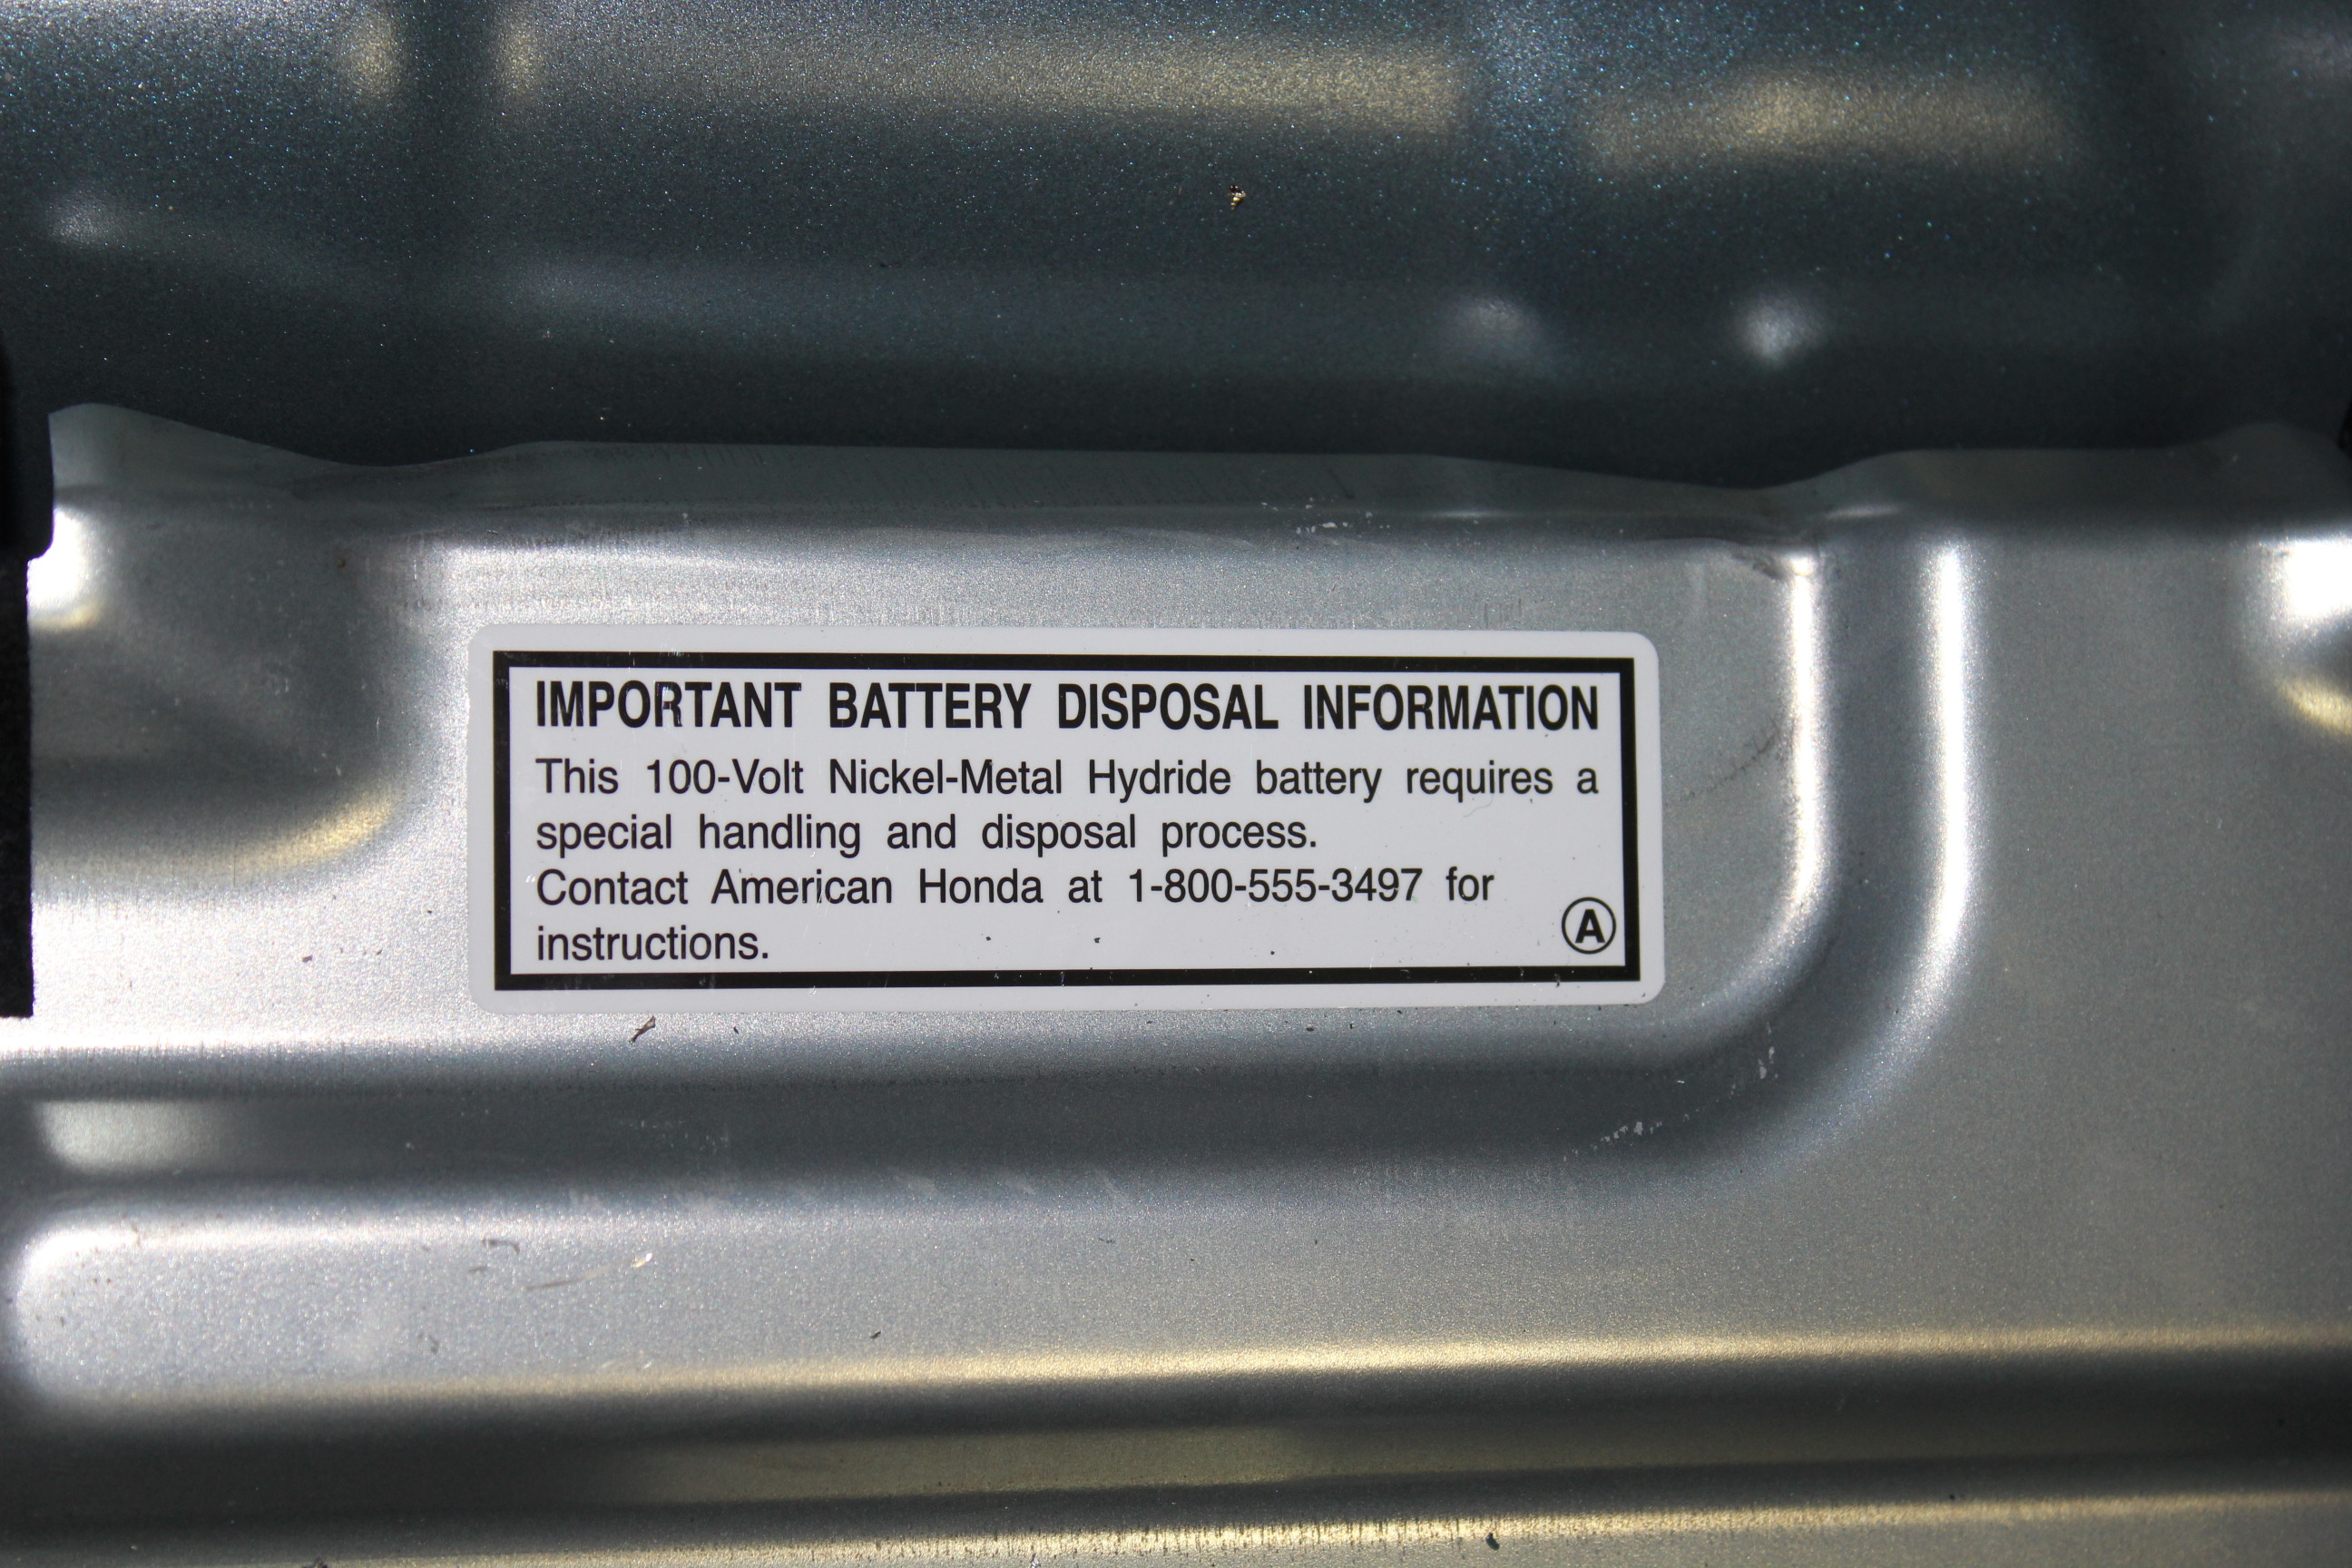 IMPORTANT BATTERY DISPOSAL INFORMATION
This 100-Volt Nickel-Metal Hydride battery requires a
special handling and disposal process.
Contact American Honda at 1-800-555-3497 for
instructions.
A